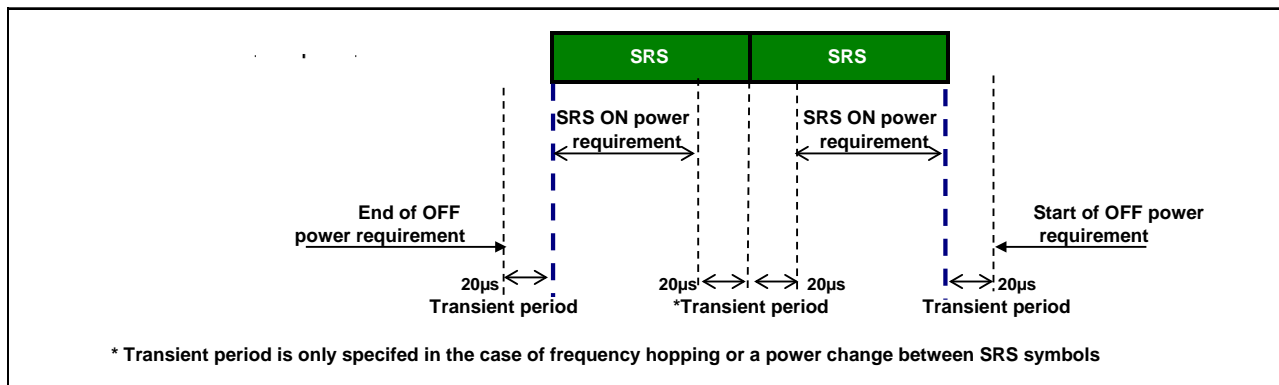 SRS SRS
SRS ON power
requirement
SRS ON power
requirement
End of OFF
power requirement
Start of OFF power
requirement
20µs 20µs 20µs 20µs
Transient period *Transient period Transient period
* Transient period is only specifed in the case of frequency hopping or a power change between SRS symbols